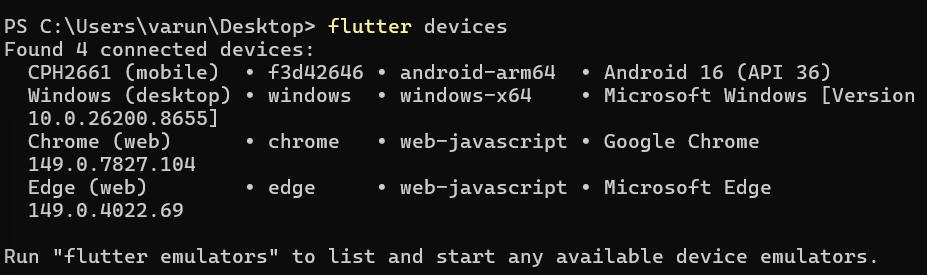 PS C:\Users\varun\Desktop> flutter devices
Found 4 connected devices:
  CPH2661 (mobile)  • f3d42646 • android-arm64  • Android 16 (API 36)
  Windows (desktop) • windows  • windows-x64    • Microsoft Windows [Version
  10.0.26200.8655]
  Chrome (web)      • chrome   • web-javascript • Google Chrome
  149.0.7827.104
  Edge (web)        • edge     • web-javascript • Microsoft Edge
  149.0.4022.69
Run "flutter emulators" to list and start any available device emulators.